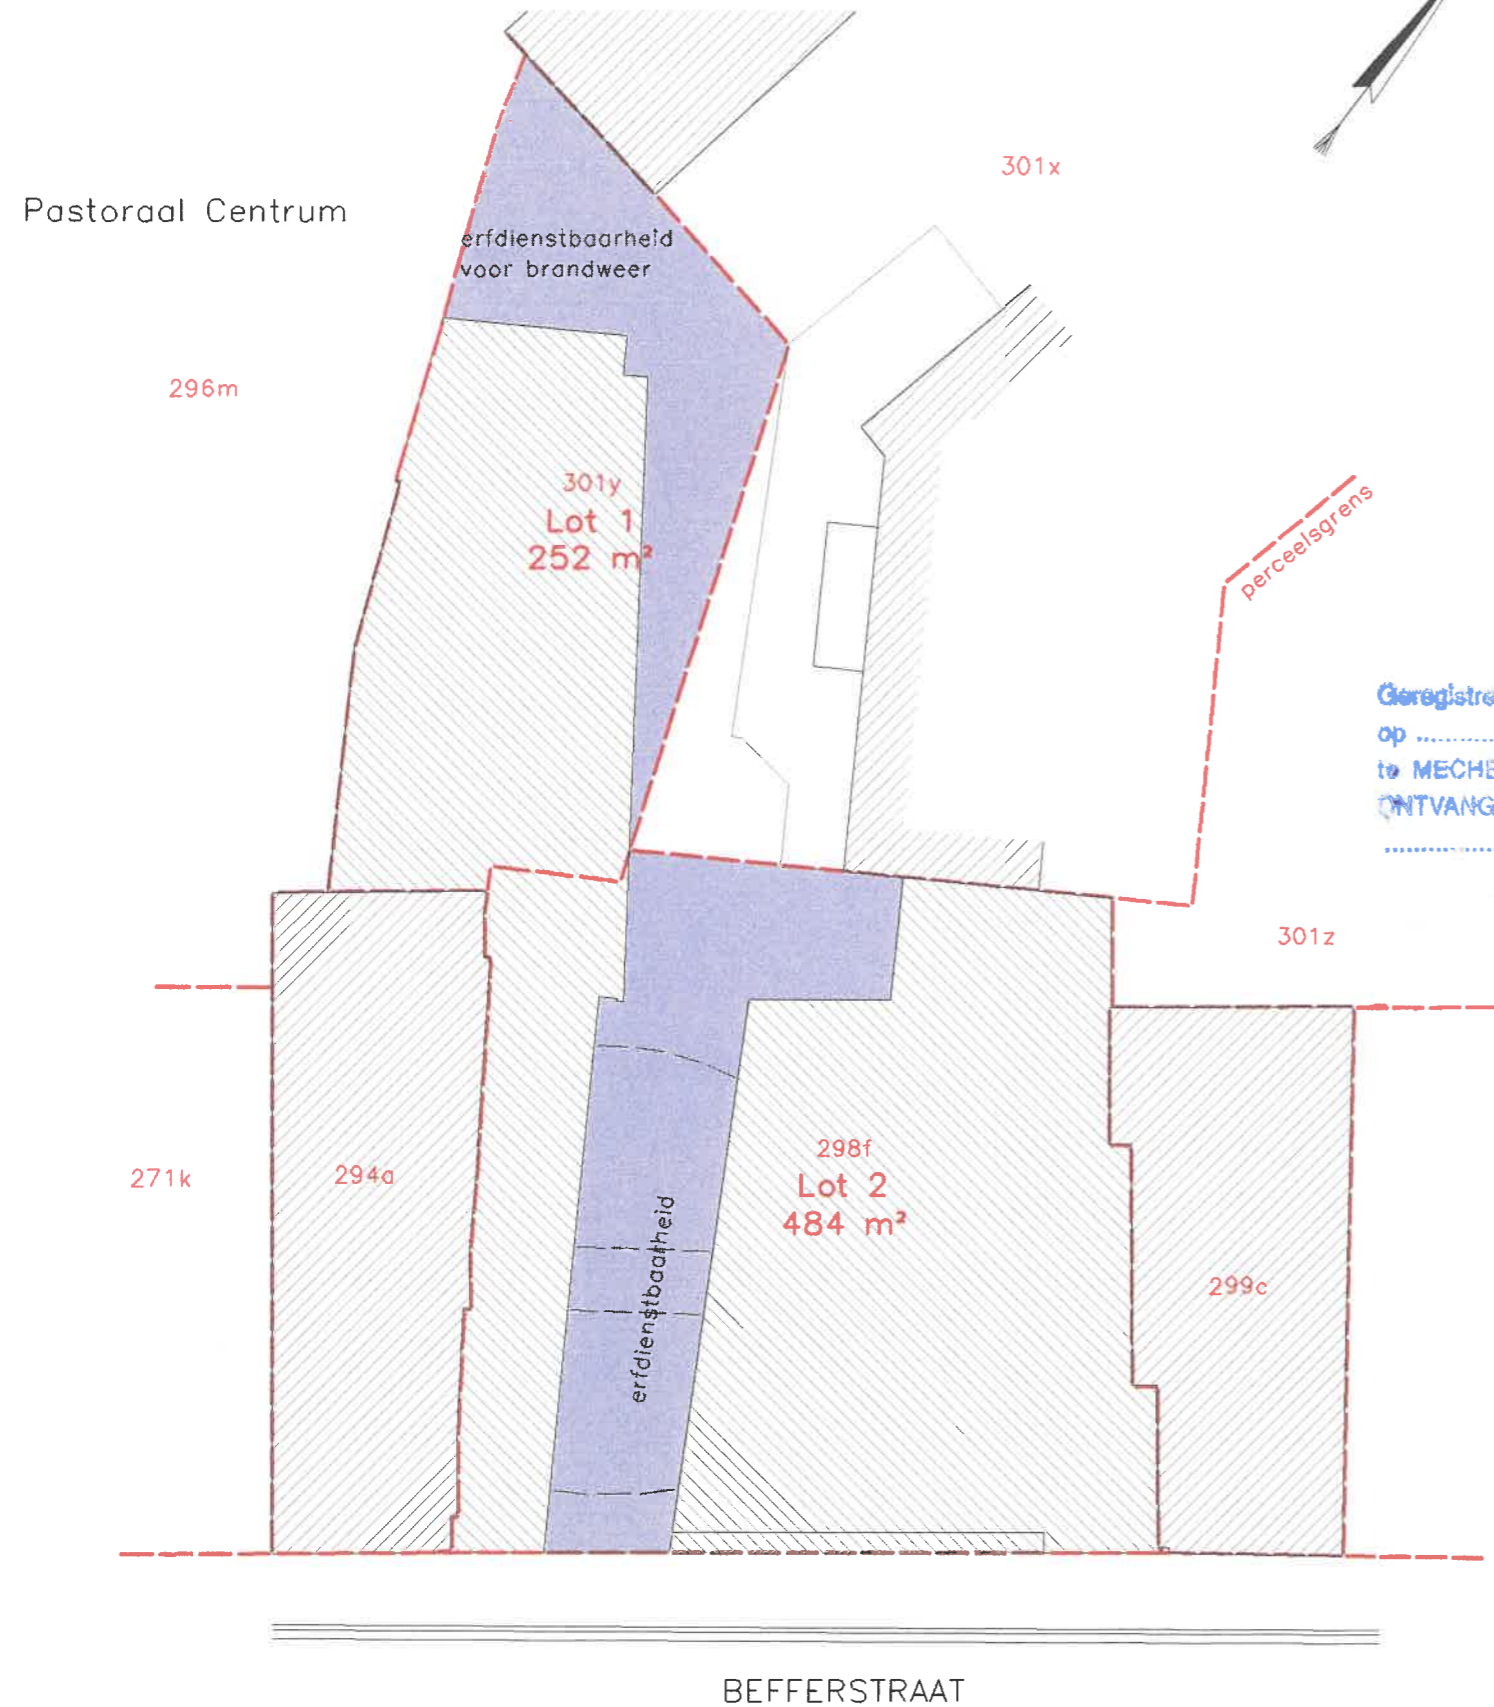 301x
Pastoraal Centrum
erfdienstbaarheid
voor brandweer
296m
301y
Lot 1
252 m²
perceelsgrens
op ..........
te MECHE
ONTVANG
..............
301z
271k
294a
298f
Lot 2
484 m²
erfdienstbaarheid
299c
BEFFERSTRAAT